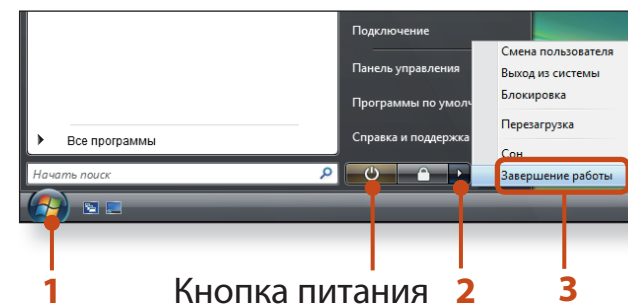 Подключение
Панель управления
Программы по умолч
Справка и поддержка
Все программы
Начать поиск
Смена пользователя
Выход из системы
Блокировка
Перезагрузка
Сон
Завершение работы
1
Кнопка питания
2
3